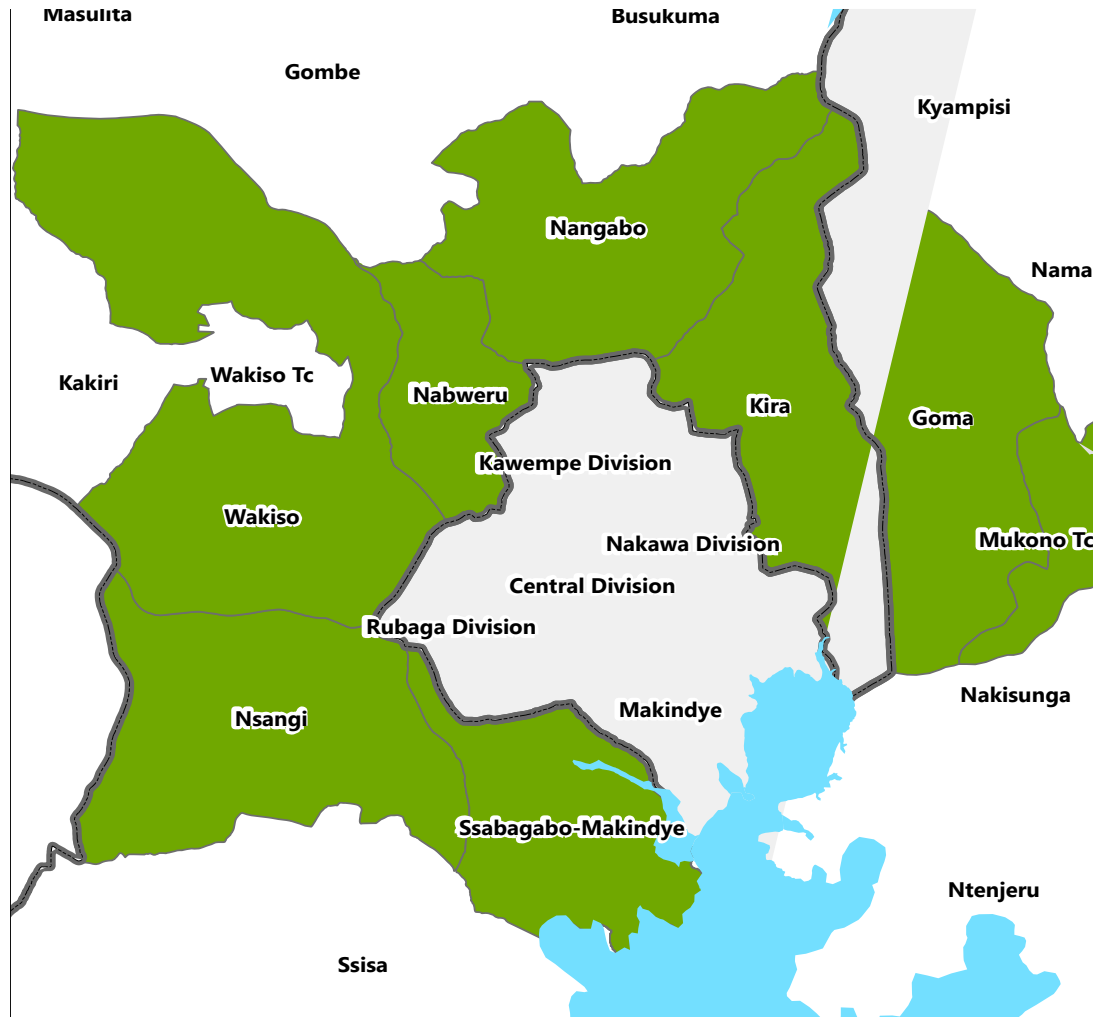 Masulita
Busukuma
Gombe
Kyampisi
Nangabo
Nama
Wakiso Tc
Kakiri
Nabweru
Kira
Goma
Kawempe Division
Wakiso
Nakawa Division
Mukono Tc
Central Division
Rubaga Division
Nakisunga
Makindye
Nsangi
Ssabagabo-Makindye
Ntenjeru
Ssisa